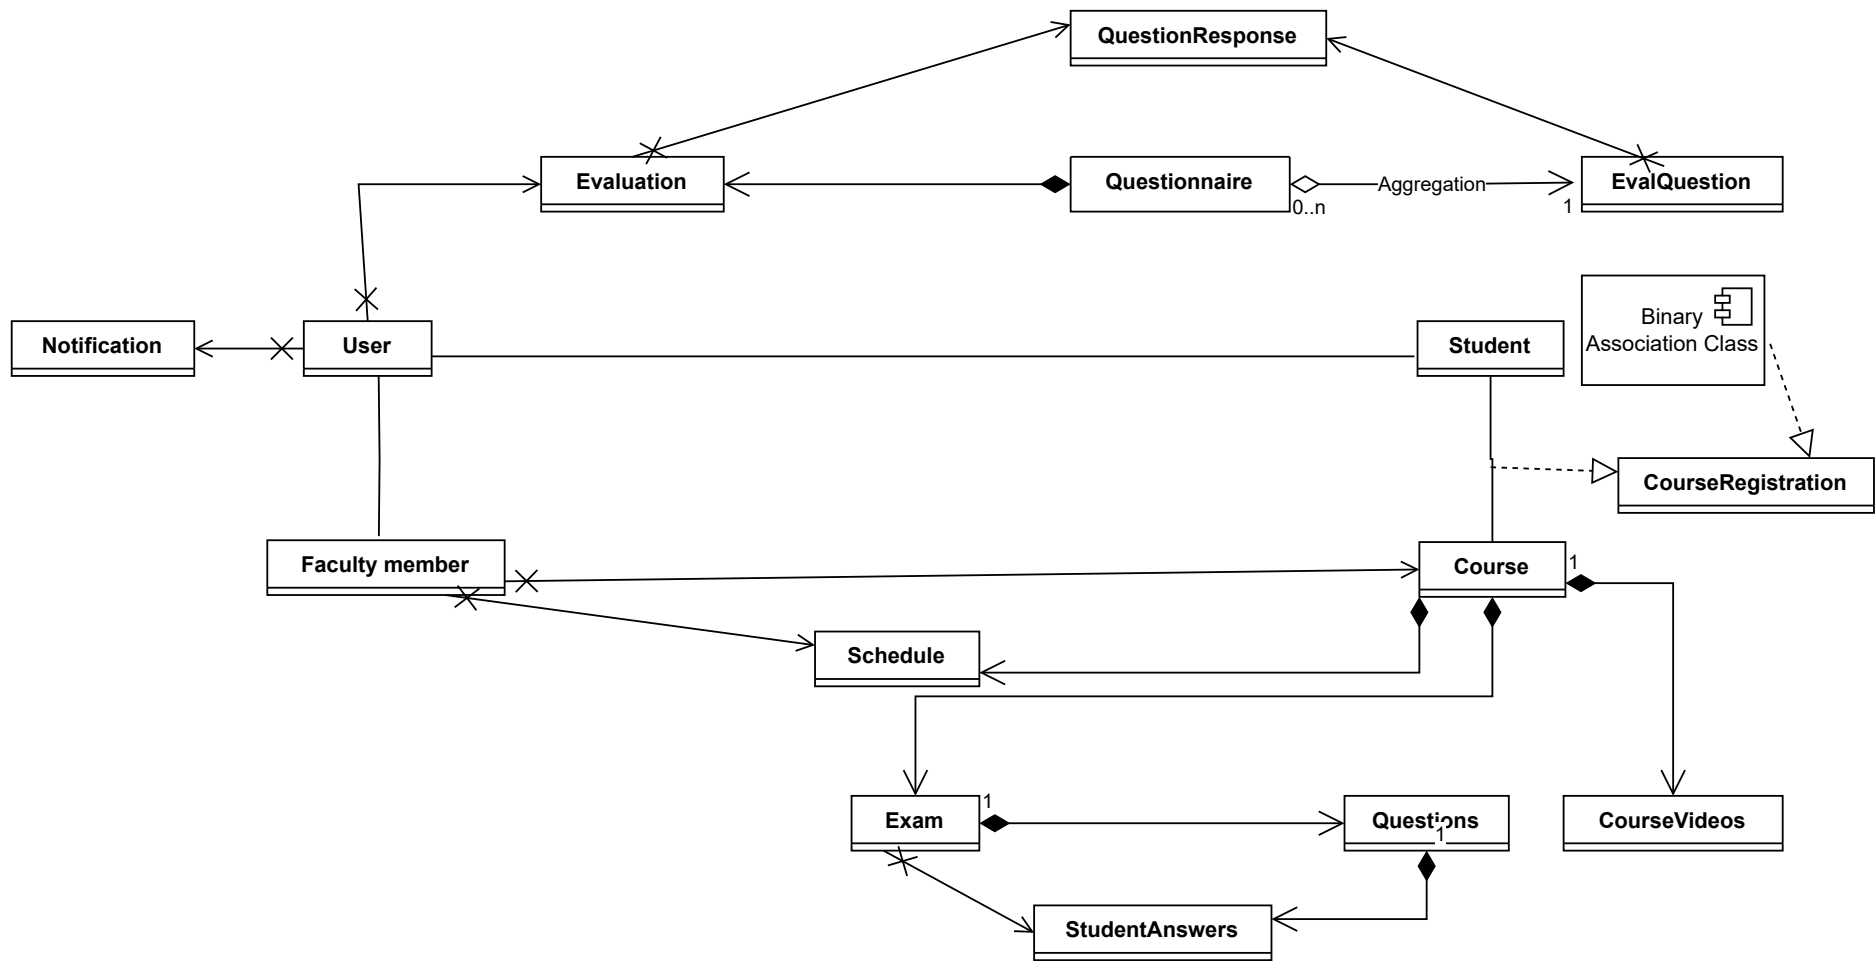 QuestionResponse
Evaluation
Questionnaire
Aggregation
EvalQuestion
0..n
1
Notification
User
Student
Binary
Association Class
CourseRegistration
Faculty member
Course
1
Schedule
Exam
1
Questions
1
CourseVideos
StudentAnswers